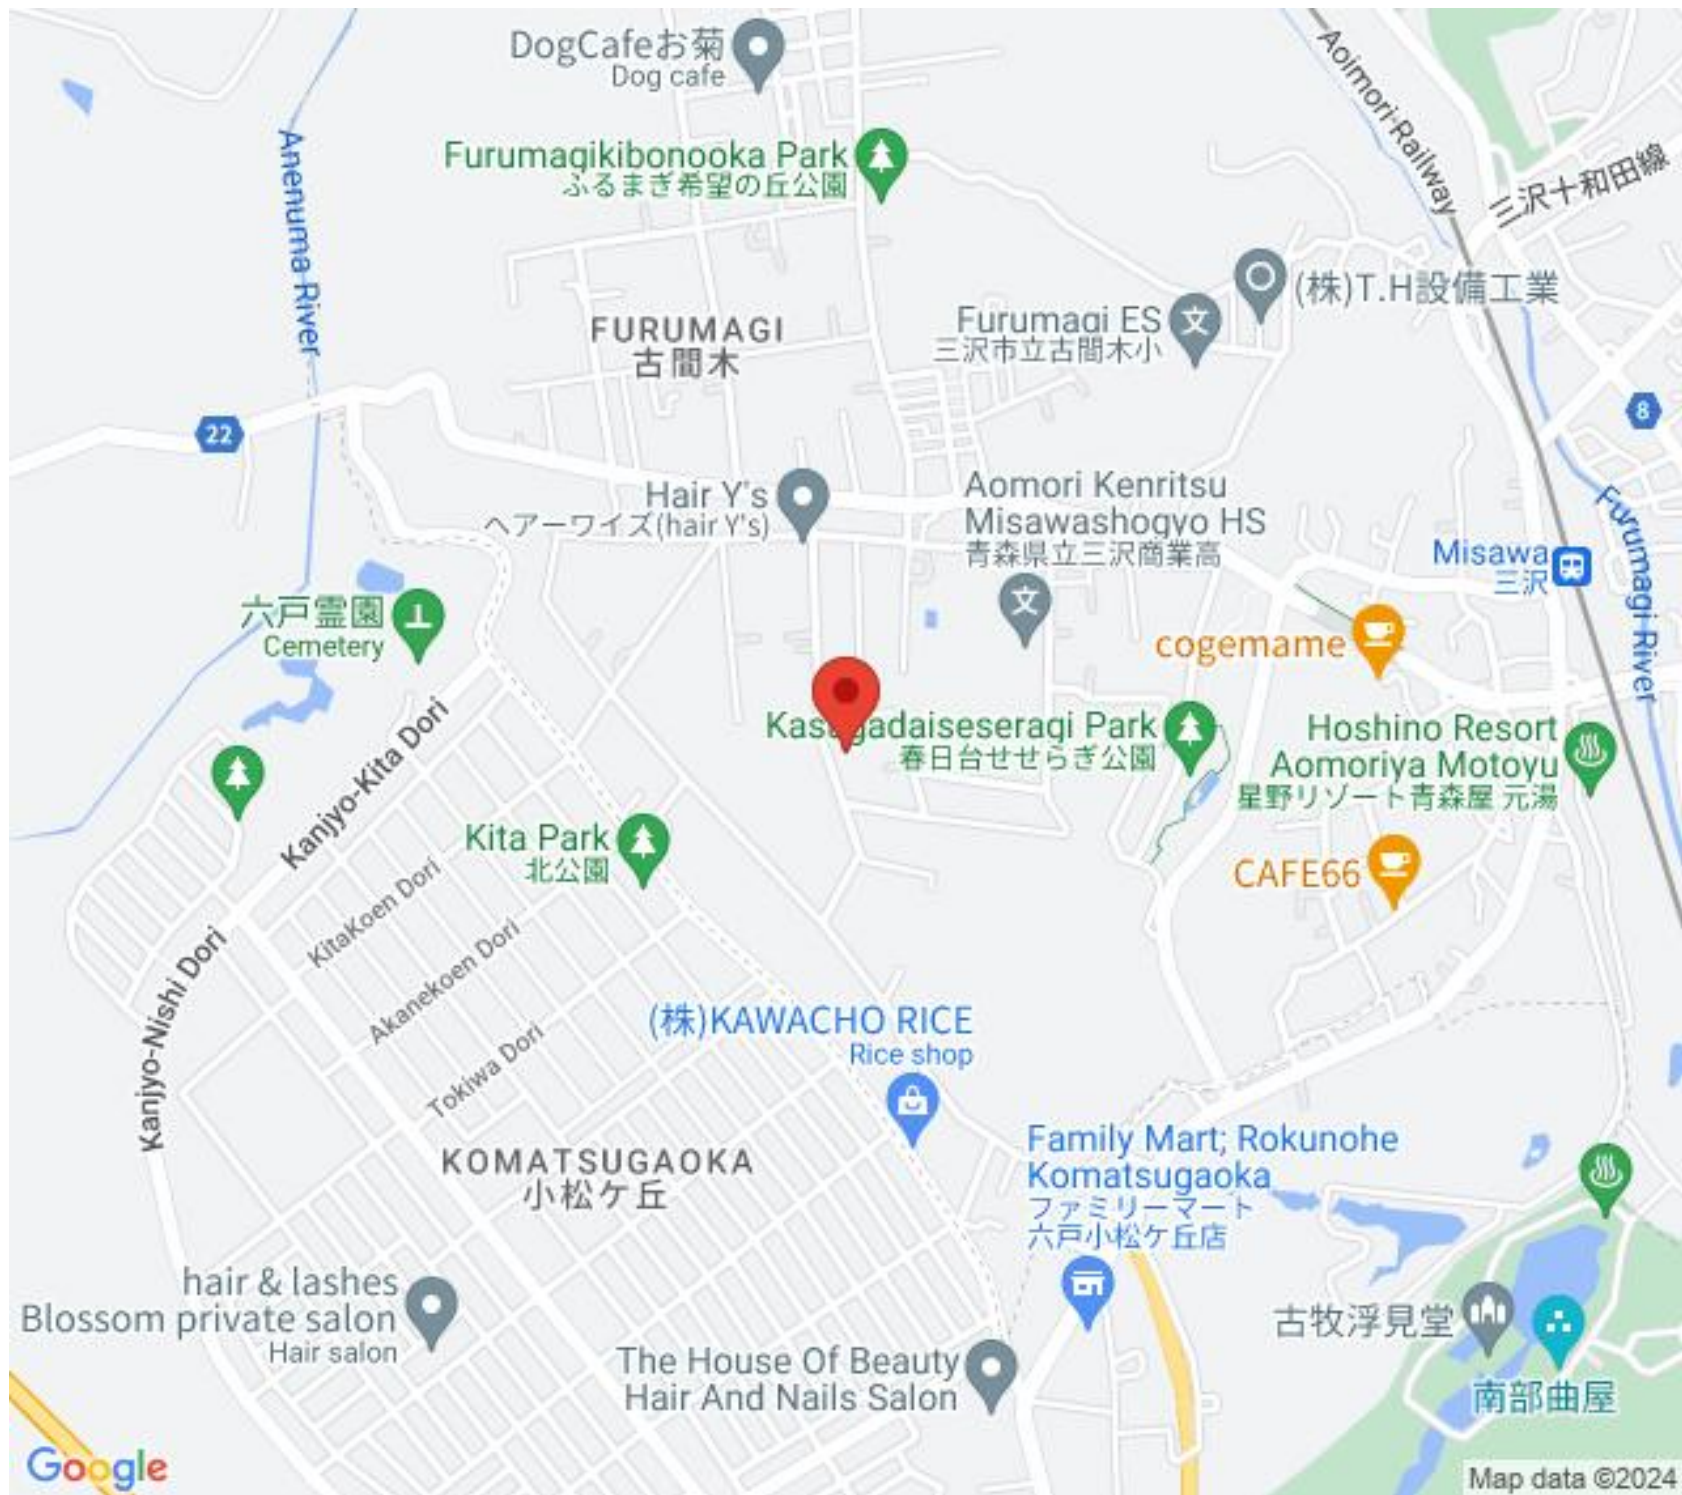 DogCafeお菊
Dog cafe
Aoimori-Railway
Anenuma River
Furumagikibonooka Park
ふるまぎ希望の丘公園
三沢十和田線
(株)T.H設備工業
Furumagi ES
三沢市立古間木小
FURUMAGI
古間木
22
8
Hair Y's
ヘアーワイズ(hair Y's)
Aomori Kenritsu
Misawashogyo HS
青森県立三沢商業高
Misawa
三沢
Furumagi River
六戸霊園
Cemetery
cogemame
Kasugadaiseseragi Park
春日台せせらぎ公園
Hoshino Resort
Aomoriya Motoyu
星野リゾート青森屋 元湯
Kanjyo-Kita Dori
Kita Park
北公園
CAFE66
KitaKoen Dori
Akanekoen Dori
Kanjyo-Nishi Dori
Tokiwa Dori
(株)KAWACHO RICE
Rice shop
KOMATSUGAOKA
小松ケ丘
Family Mart; Rokunohe
Komatsugaoka
ファミリーマート
六戸小松ケ丘店
hair & lashes
Blossom private salon
Hair salon
The House Of Beauty
Hair And Nails Salon
古牧浮見堂
南部曲屋
Google
Map data ©2024